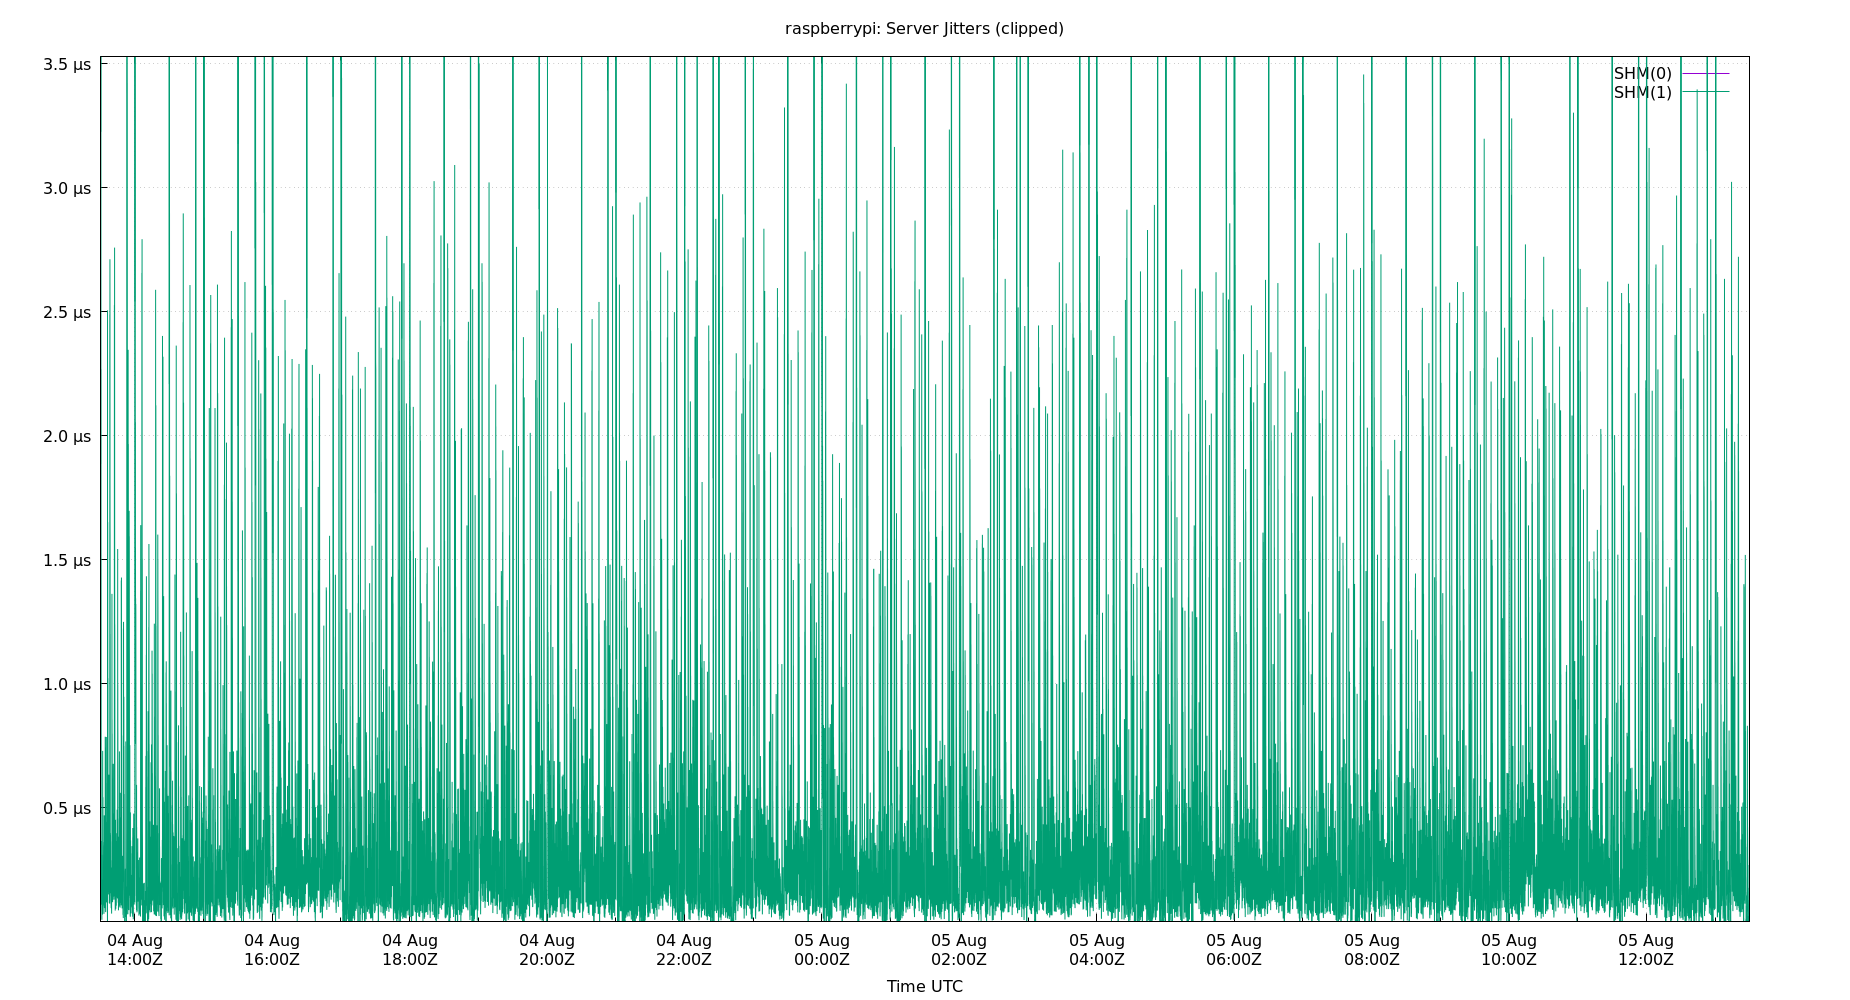 raspberrypi: Server Jitters (clipped)
3.5 µs
3.0 µs
2.5 µs
2.0 µs
1.5 µs
1.0 µs
0.5 µs
SHM(0)
SHM(1)
04 Aug 04 Aug 04 Aug 04 Aug 04 Aug 05 Aug 05 Aug 05 Aug 05 Aug 05 Aug 05 Aug 05 Aug
14:00Z 16:00Z 18:00Z 20:00Z 22:00Z 00:00Z 02:00Z 04:00Z 06:00Z 08:00Z 10:00Z 12:00Z
Time UTC